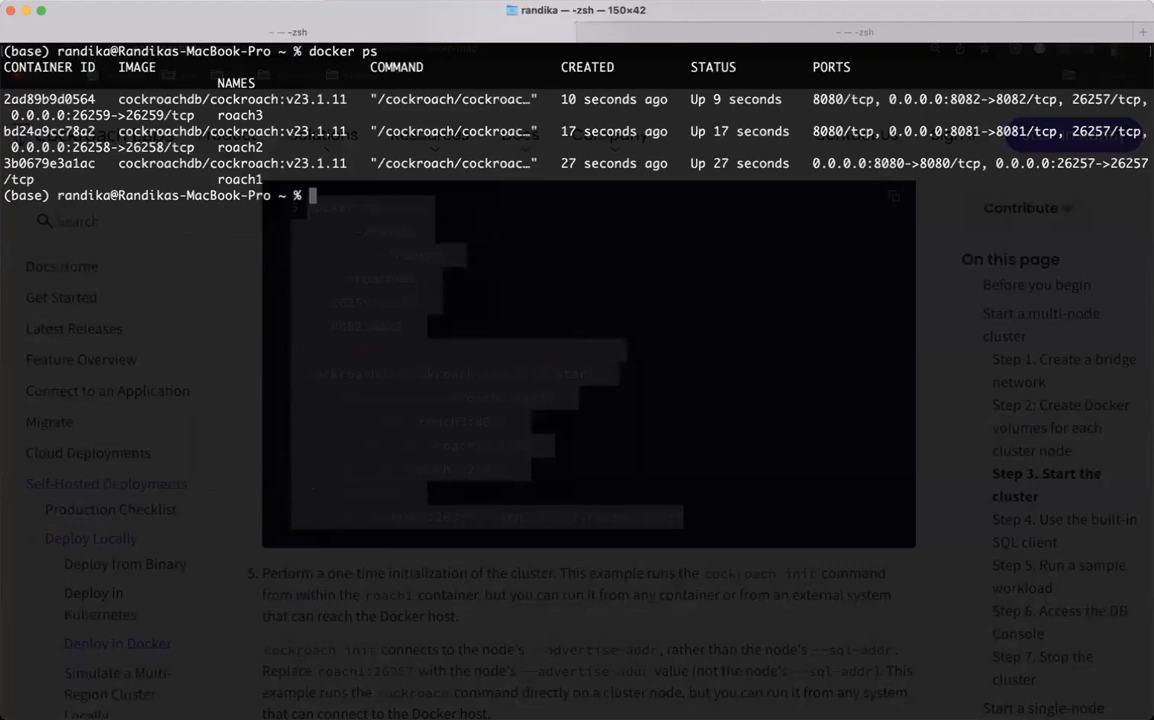 randika — -zsh — 150×42
— — -zsh
— — -zsh
(base) randika@Randikas-MacBook-Pro ~ % docker ps
CONTAINER ID IMAGE COMMAND CREATED STATUS PORTS
NAMES
2ad89b9d0564 cockroachdb/cockroach:v23.1.11 "/cockroach/cockroac…" 10 seconds ago Up 9 seconds 8080/tcp, 0.0.0.0:8082->8082/tcp, 26257/tcp,
0.0.0.0:26259->26259/tcp roach3
cockroachdb/cockroach:v23.1.11 "/cockroach/cockroac…" 17 seconds ago Up 17 seconds 8080/tcp, 0.0.0.0:8081->8081/tcp, 26257/tcp,
0.0.0.0:26258->26258/tcp roach2
3b0679e3a1ac cockroachdb/cockroach:v23.1.11 "/cockroach/cockroac…" 27 seconds ago Up 27 seconds 0.0.0.0:8080->8080/tcp, 0.0.0.0:26257->26257
/tcp roach1
(base) randika@Randikas-MacBook-Pro ~ %
Search
Docs Home
Get Started
Latest Releases
Feature Overview
Connect to an Application
Migrate
Cloud Deployments
Self-Hosted Deployments
Production Checklist
Deploy Locally
Deploy from Binary
Deploy in
Kubernetes
Deploy in Docker
Simulate a Multi-
Region Cluster
Locally
5. Perform a one-time initialization of the cluster. This example runs the cockroach init command
from within the roach1 container, but you can run it from any container or from an external system
that can reach the Docker host.
cockroach init connects to the node's --advertise-addr, rather than the node's --sql-addr.
Replace roach1:26357 with the node's --advertise-addr value (not the node's --sql-addr). This
example runs the cockroach command directly on a cluster node, but you can run it from any system
that can connect to the Docker host.
Contribute
On this page
Before you begin
Start a multi-node
cluster
Step 1. Create a bridge
network
Step 2: Create Docker
volumes for each
cluster node
Step 3. Start the
cluster
Step 4. Use the built-in
SQL client
Step 5. Run a sample
workload
Step 6. Access the DB
Console
Step 7. Stop the
cluster
Start a single-node